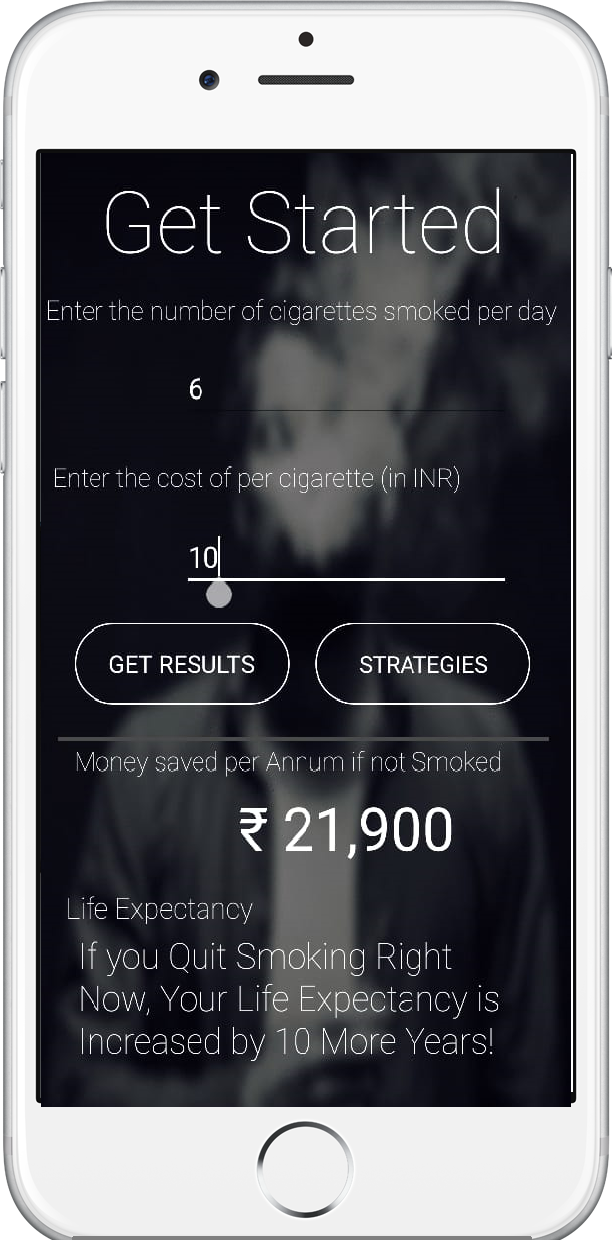 Get Started
Enter the number of cigarettes smoked per day
6
Enter the cost of per cigarette (in INR)
10
GET RESULTS
STRATEGIES
Money saved per Annum if not Smoked
₹ 21,900
Life Expectancy
If you Quit Smoking Right
Now, Your Life Expectancy is
Increased by 10 More Years!